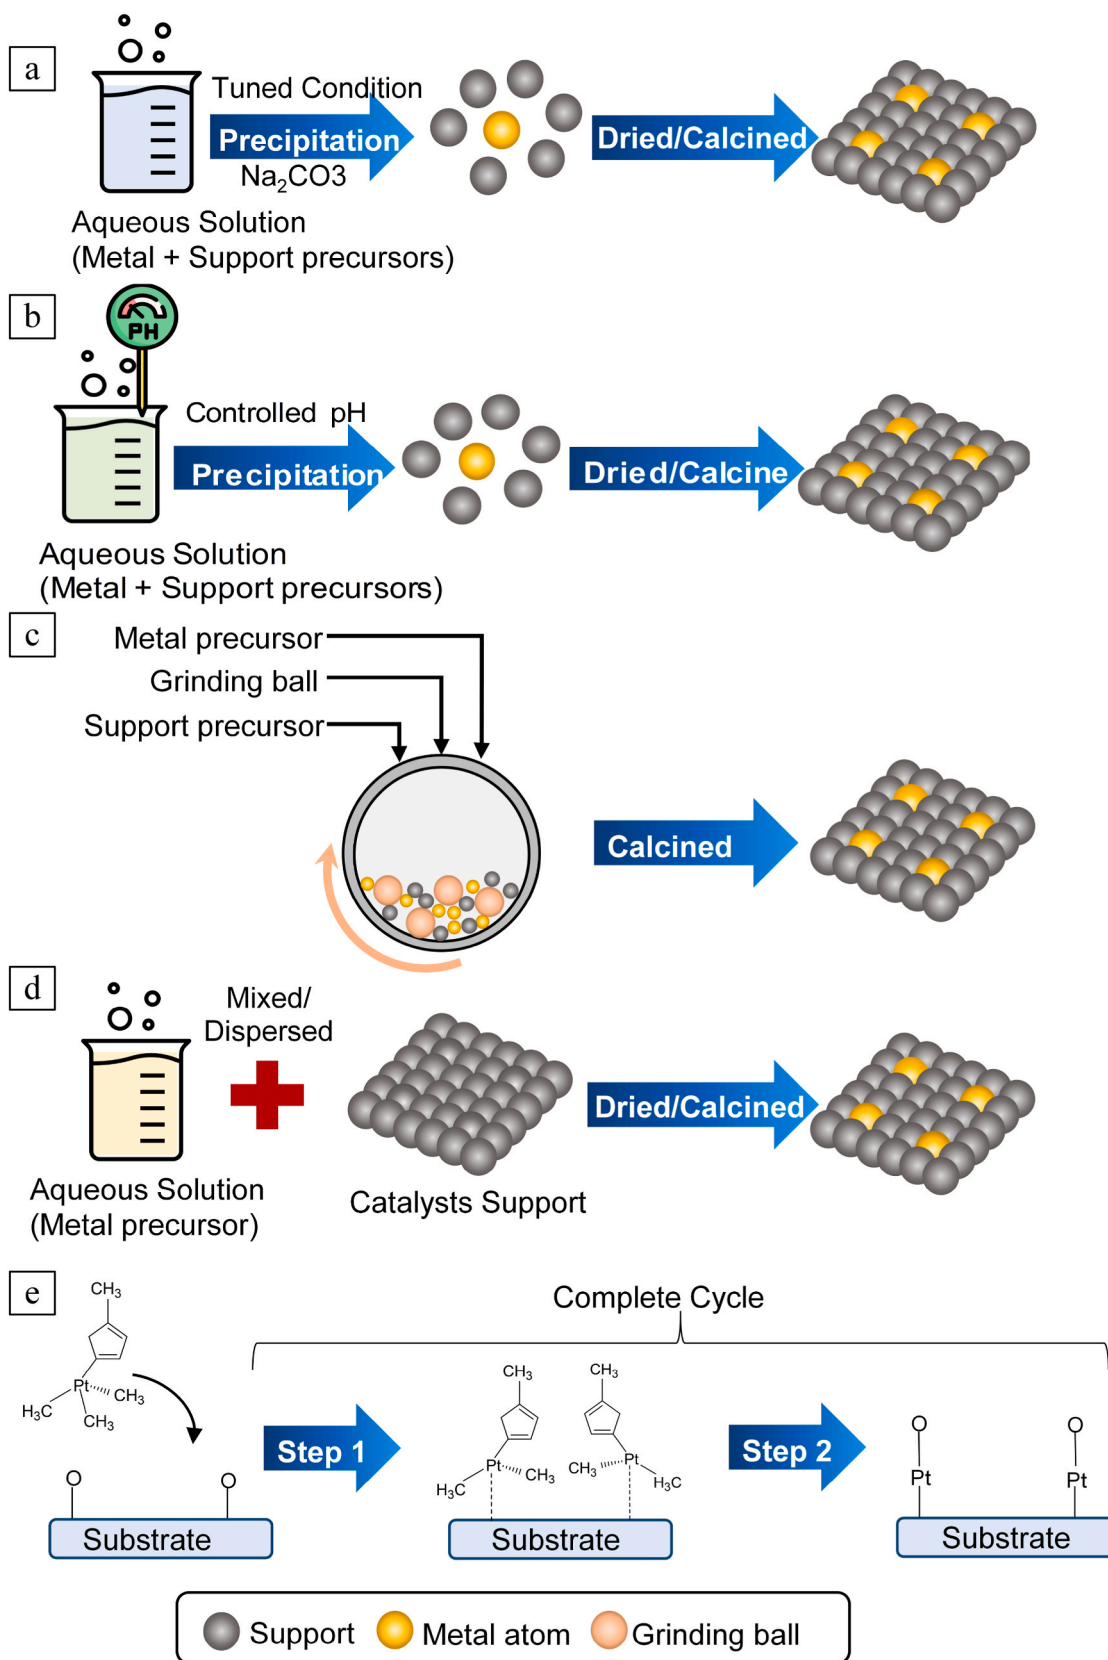 a
Tuned Condition
Precipitation
Na₂CO3
Dried/Calcined
Aqueous Solution
(Metal + Support precursors)
b
PH
Controlled pH
Precipitation
Dried/Calcine
Aqueous Solution
(Metal + Support precursors)
c
Metal precursor
Grinding ball
Support precursor
Calcined
d
Mixed/
Dispersed
Dried/Calcined
Aqueous Solution
(Metal precursor)
Catalysts Support
e
Complete Cycle
CH₃
Pt
CH₃
H₃C
CH₃
O
O
Substrate
Step 1
CH₃
Pt
CH₃
H₃C
CH₃
Pt
CH₃
H₃C
Substrate
Step 2
O
Pt
O
Pt
Substrate
Support
Metal atom
Grinding ball